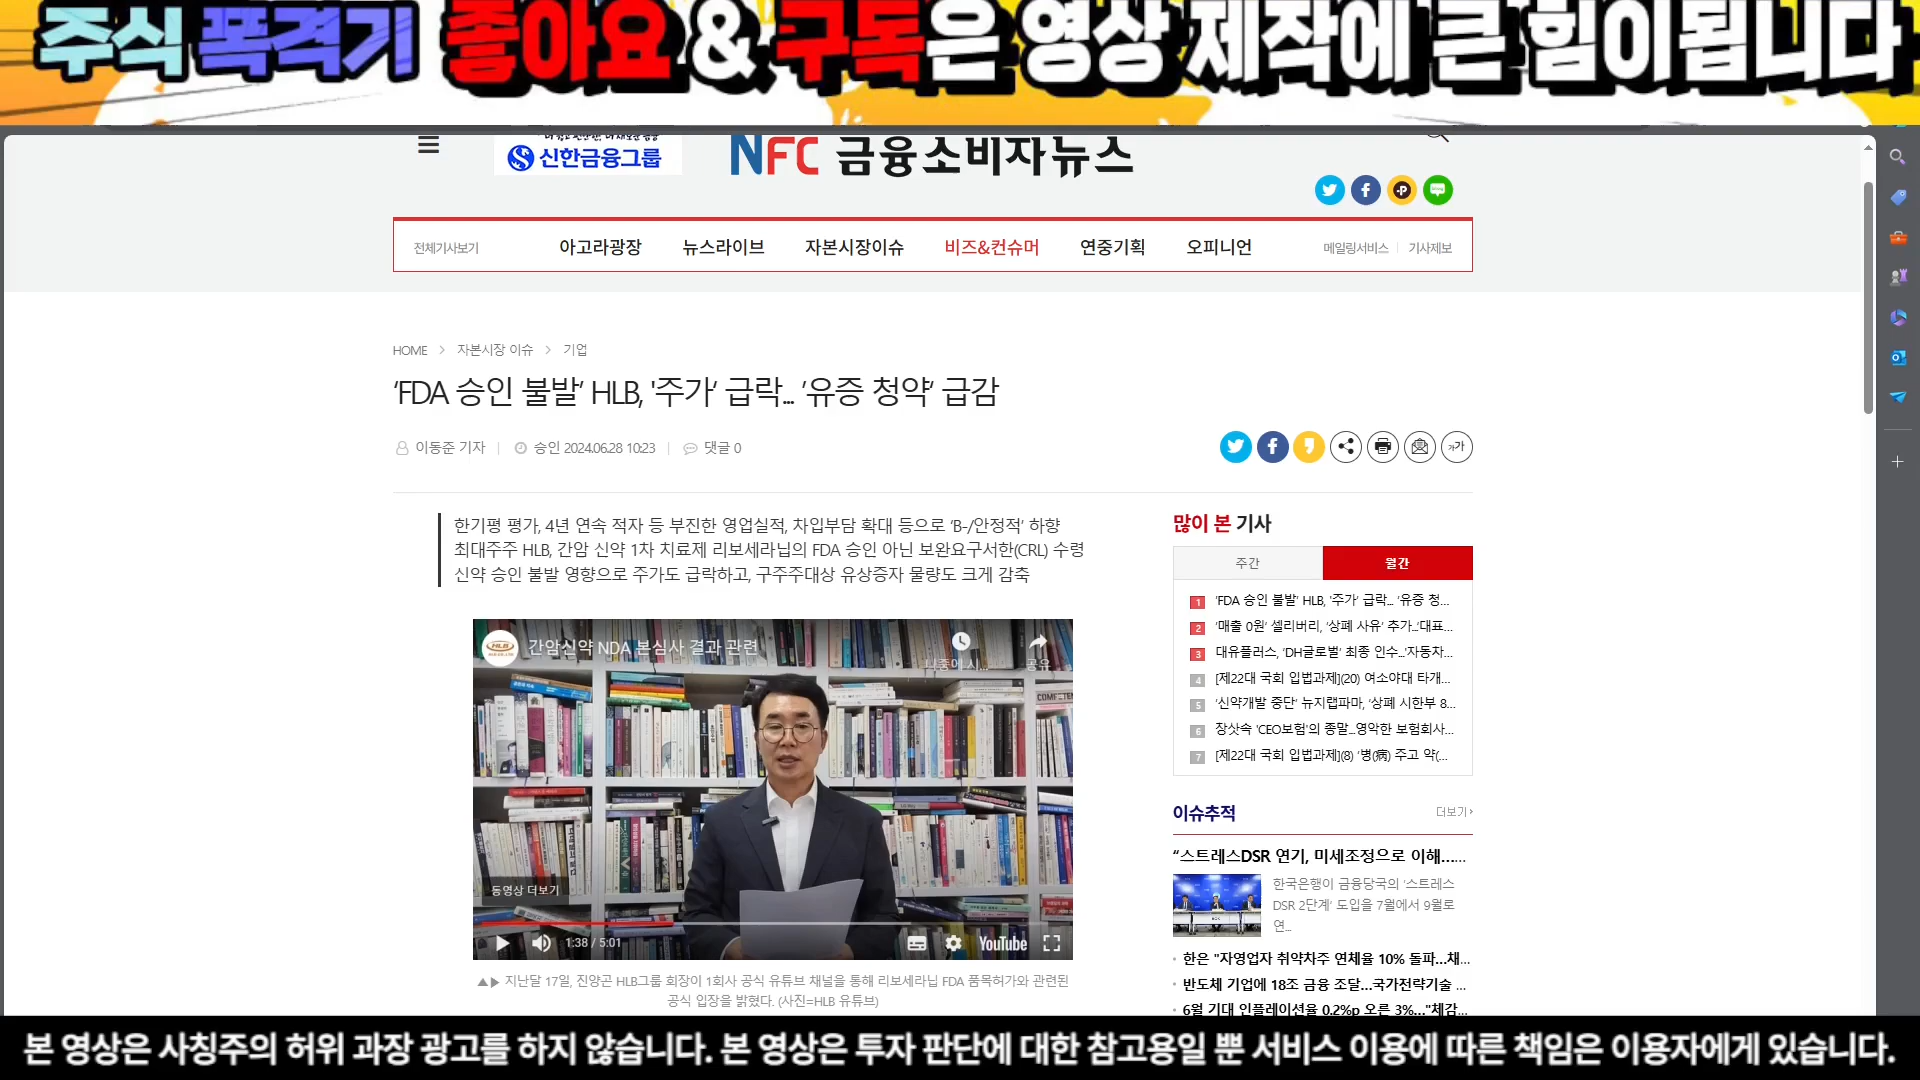 주식 폭격기 좋아요 & 구독은 영상 제작에 큰 힘이됩니다
신한금융그룹
NFC 금융소비자뉴스
전체기사보기 아고라광장 뉴스라이브 자본시장이슈 비즈&컨슈머 연중기획 오피니언 메일링서비스 기사제보
HOME > 자본시장 이슈 > 기업
‘FDA 승인 불발’ HLB, '주가‘ 급락... ’유증 청약‘ 급감
이동준 기자 | 승인 2024.06.28 10:23 | 댓글 0
가가
한기평 평가, 4년 연속 적자 등 부진한 영업실적, 차입부담 확대 등으로 ‘B-/안정적’ 하향
최대주주 HLB, 간암 신약 1차 치료제 리보세라닙의 FDA 승인 아닌 보완요구서한(CRL) 수령
신약 승인 불발 영향으로 주가도 급락하고, 구주주대상 유상증자 물량도 크게 감축
HLB
간암신약 NDA 본심사 결과 관련
나중에 시...
공유
동영상 더보기
1:38 / 5:01
YouTube
▲▶ 지난달 17일, 진양곤 HLB그룹 회장이 1회사 공식 유튜브 채널을 통해 리보세라닙 FDA 품목허가와 관련된
공식 입장을 밝혔다. (사진=HLB 유튜브)
많이 본 기사
주간 월간
1 ‘FDA 승인 불발’ HLB, '주가‘ 급락... ’유증 청...
2 ‘매출 0원’ 셀리버리, ‘상폐 사유’ 추가...‘대표...
3 대유플러스, ‘DH글로벌’ 최종 인수...‘자동차...
4 [제22대 국회 입법과제](20) 여소야대 타개...
5 ‘신약개발 중단’ 뉴지랩파마, ‘상폐 시한부 8...
6 장삿속 'CEO보험'의 종말...영악한 보험회사...
7 [제22대 국회 입법과제](8) ‘병(病) 주고 약(...
이슈추적
더보기
“스트레스DSR 연기, 미세조정으로 이해…...
한국은행이 금융당국의 ‘스트레스
DSR 2단계’ 도입을 7월에서 9월로
연...
한은 "자영업자 취약차주 연체율 10% 돌파…채...
반도체 기업에 18조 금융 조달…국가전략기술 ...
6월 기대 인플레이션율 0.2%p 오른 3%…"체감...
본 영상은 사칭주의 허위 과장 광고를 하지 않습니다. 본 영상은 투자 판단에 대한 참고용일 뿐 서비스 이용에 따른 책임은 이용자에게 있습니다.